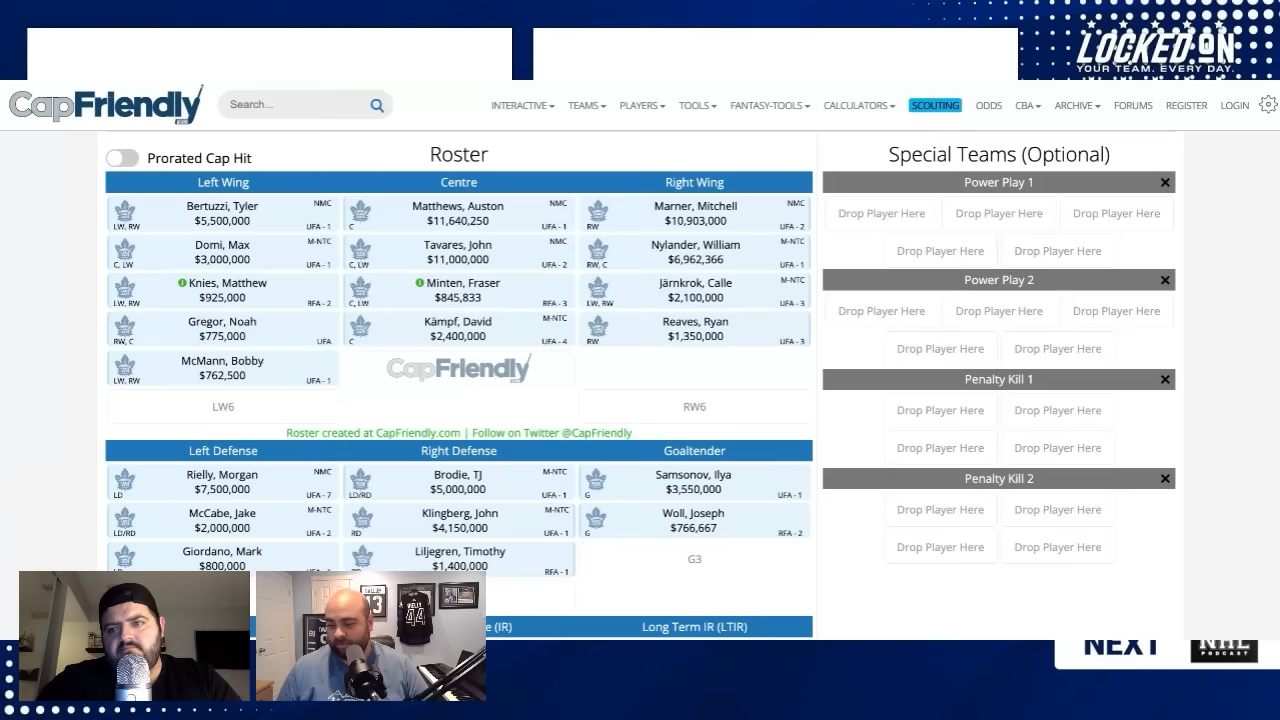 LOCKED ON
YOUR TEAM. EVERY DAY.
CapFriendly
Search...
INTERACTIVE TEAMS PLAYERS TOOLS FANTASY-TOOLS CALCULATORS SCOUTING ODDS CBA ARCHIVE FORUMS REGISTER LOGIN
Prorated Cap Hit
Roster
Left Wing Centre Right Wing
Bertuzzi, Tyler NMC Matthews, Auston NMC Marner, Mitchell NMC
$5,500,000 $11,640,250 $10,903,000
LW, RW UFA - 1 C UFA - 1 RW UFA - 2
Domi, Max M-NTC Tavares, John NMC Nylander, William M-NTC
$3,000,000 $11,000,000 $6,962,366
C, LW UFA - 1 C, LW UFA - 2 RW, C UFA - 1
Knies, Matthew Minten, Fraser Järnkrok, Calle M-NTC
$925,000 $845,833 $2,100,000
LW, RW RFA - 2 C, LW RFA - 3 LW, RW UFA - 3
Gregor, Noah Kämpf, David M-NTC Reaves, Ryan
$775,000 $2,400,000 $1,350,000
RW, C UFA C UFA - 4 RW UFA - 3
McMann, Bobby
$762,500
LW, RW UFA - 1
CapFriendly
LW6 RW6
Roster created at CapFriendly.com | Follow on Twitter @CapFriendly
Left Defense Right Defense Goaltender
Rielly, Morgan NMC Brodie, TJ M-NTC Samsonov, Ilya
$7,500,000 $5,000,000 $3,550,000
LD UFA - 7 LD/RD UFA - 1 G UFA - 1
McCabe, Jake M-NTC Klingberg, John M-NTC Woll, Joseph
$2,000,000 $4,150,000 $766,667
LD/RD UFA - 2 RD UFA - 1 G RFA - 2
Giordano, Mark Liljegren, Timothy G3
$800,000 $1,400,000
RFA - 1
(IR) Long Term IR (LTIR)
Special Teams (Optional)
Power Play 1
Drop Player Here Drop Player Here Drop Player Here
Drop Player Here Drop Player Here
Power Play 2
Drop Player Here Drop Player Here Drop Player Here
Drop Player Here Drop Player Here
Penalty Kill 1
Drop Player Here Drop Player Here
Drop Player Here Drop Player Here
Penalty Kill 2
Drop Player Here Drop Player Here
Drop Player Here Drop Player Here
13
44
NEXT
NHL
PODCAST